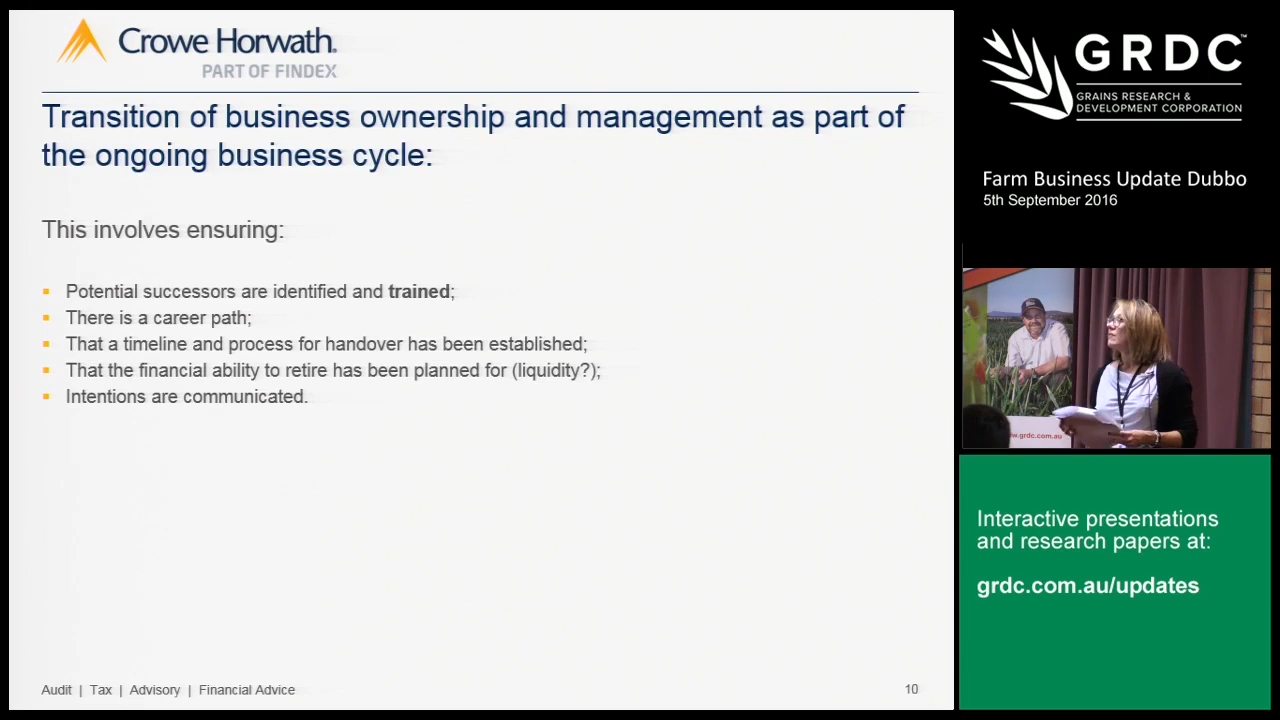 Crowe Horwath.
PART OF FINDEX
Transition of business ownership and management as part of
the ongoing business cycle:
This involves ensuring:
Potential successors are identified and trained;
There is a career path;
That a timeline and process for handover has been established;
That the financial ability to retire has been planned for (liquidity?);
Intentions are communicated.
Audit | Tax | Advisory | Financial Advice
10
GRDC™
GRAINS RESEARCH &
DEVELOPMENT CORPORATION
Farm Business Update Dubbo
5th September 2016
www.grdc.com.au
Interactive presentations
and research papers at:
grdc.com.au/updates